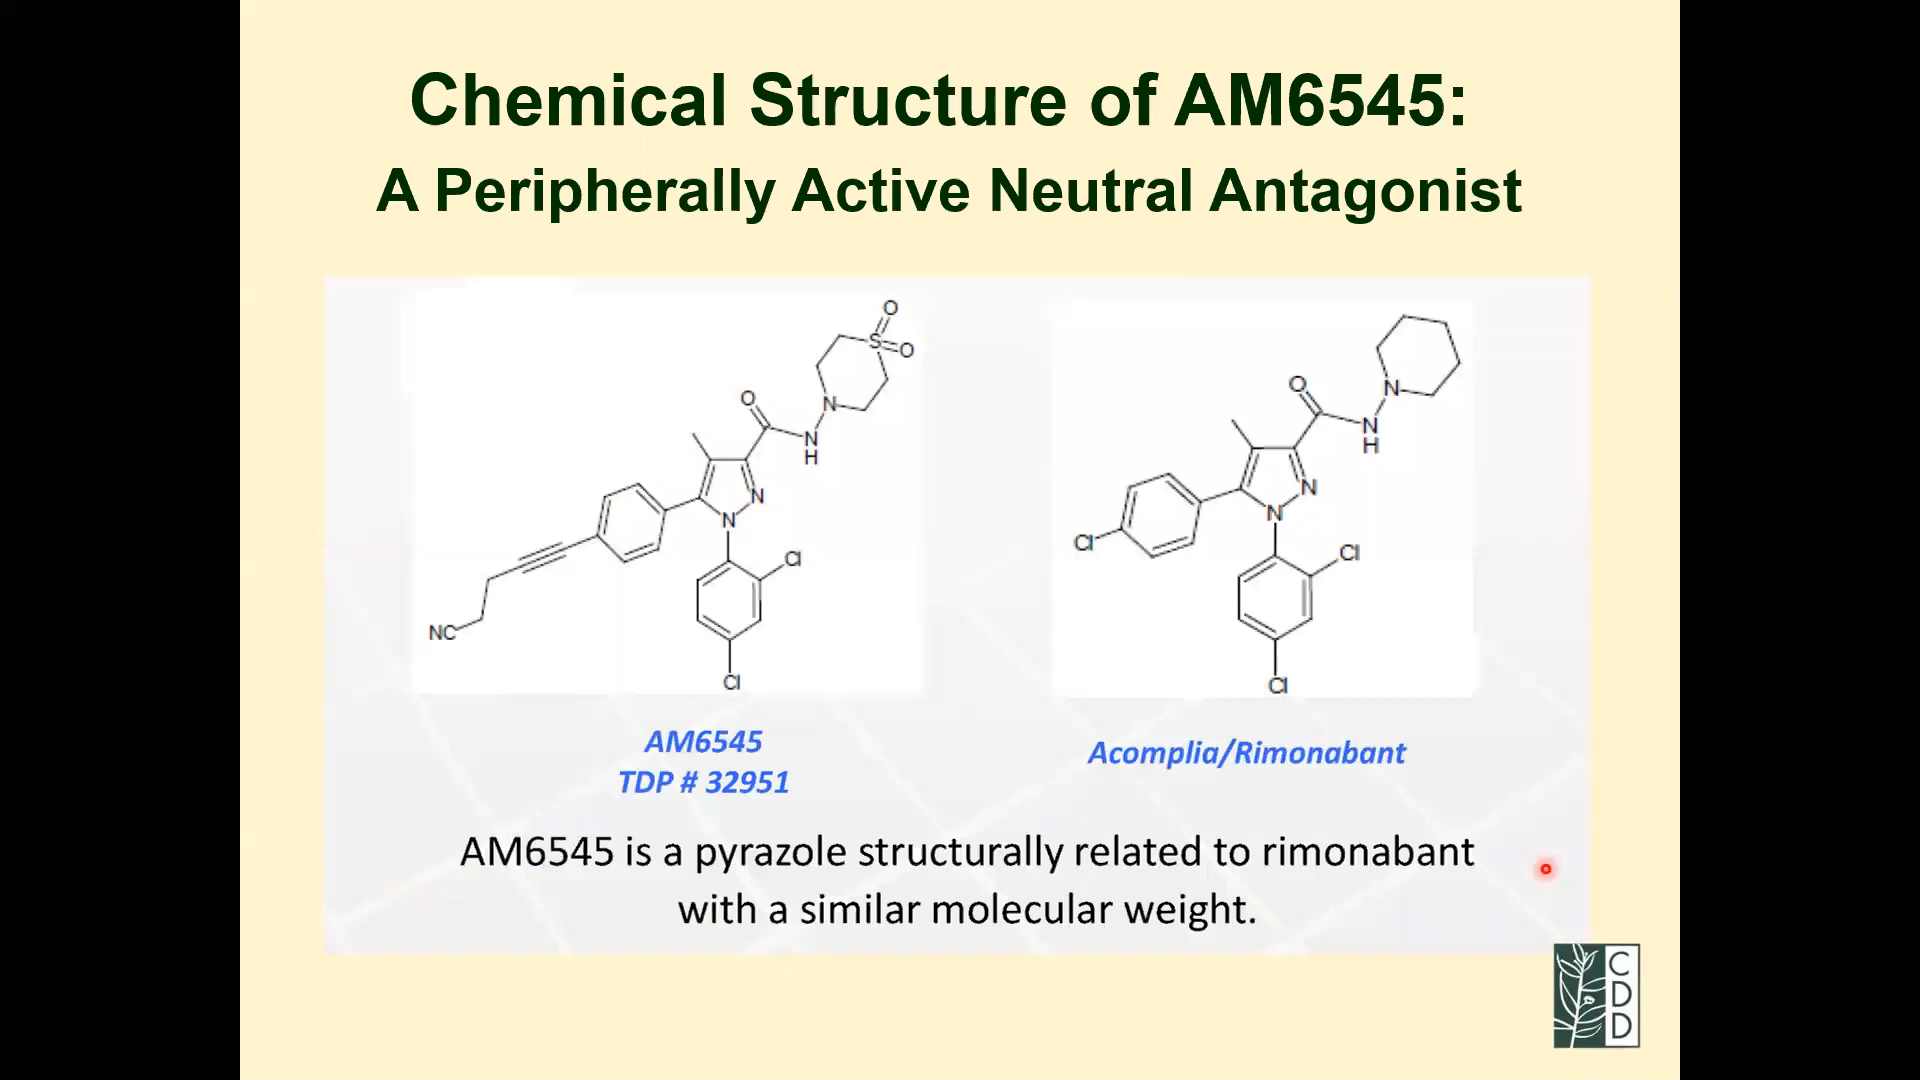 Chemical Structure of AM6545:
A Peripherally Active Neutral Antagonist
O
S
O
N
O
N
H
N
N
Cl
NC
Cl
O
N
N
H
N
N
Cl
Cl
Cl
AM6545
TDP # 32951
Acomplia/Rimonabant
AM6545 is a pyrazole structurally related to rimonabant
with a similar molecular weight.
C
D
D